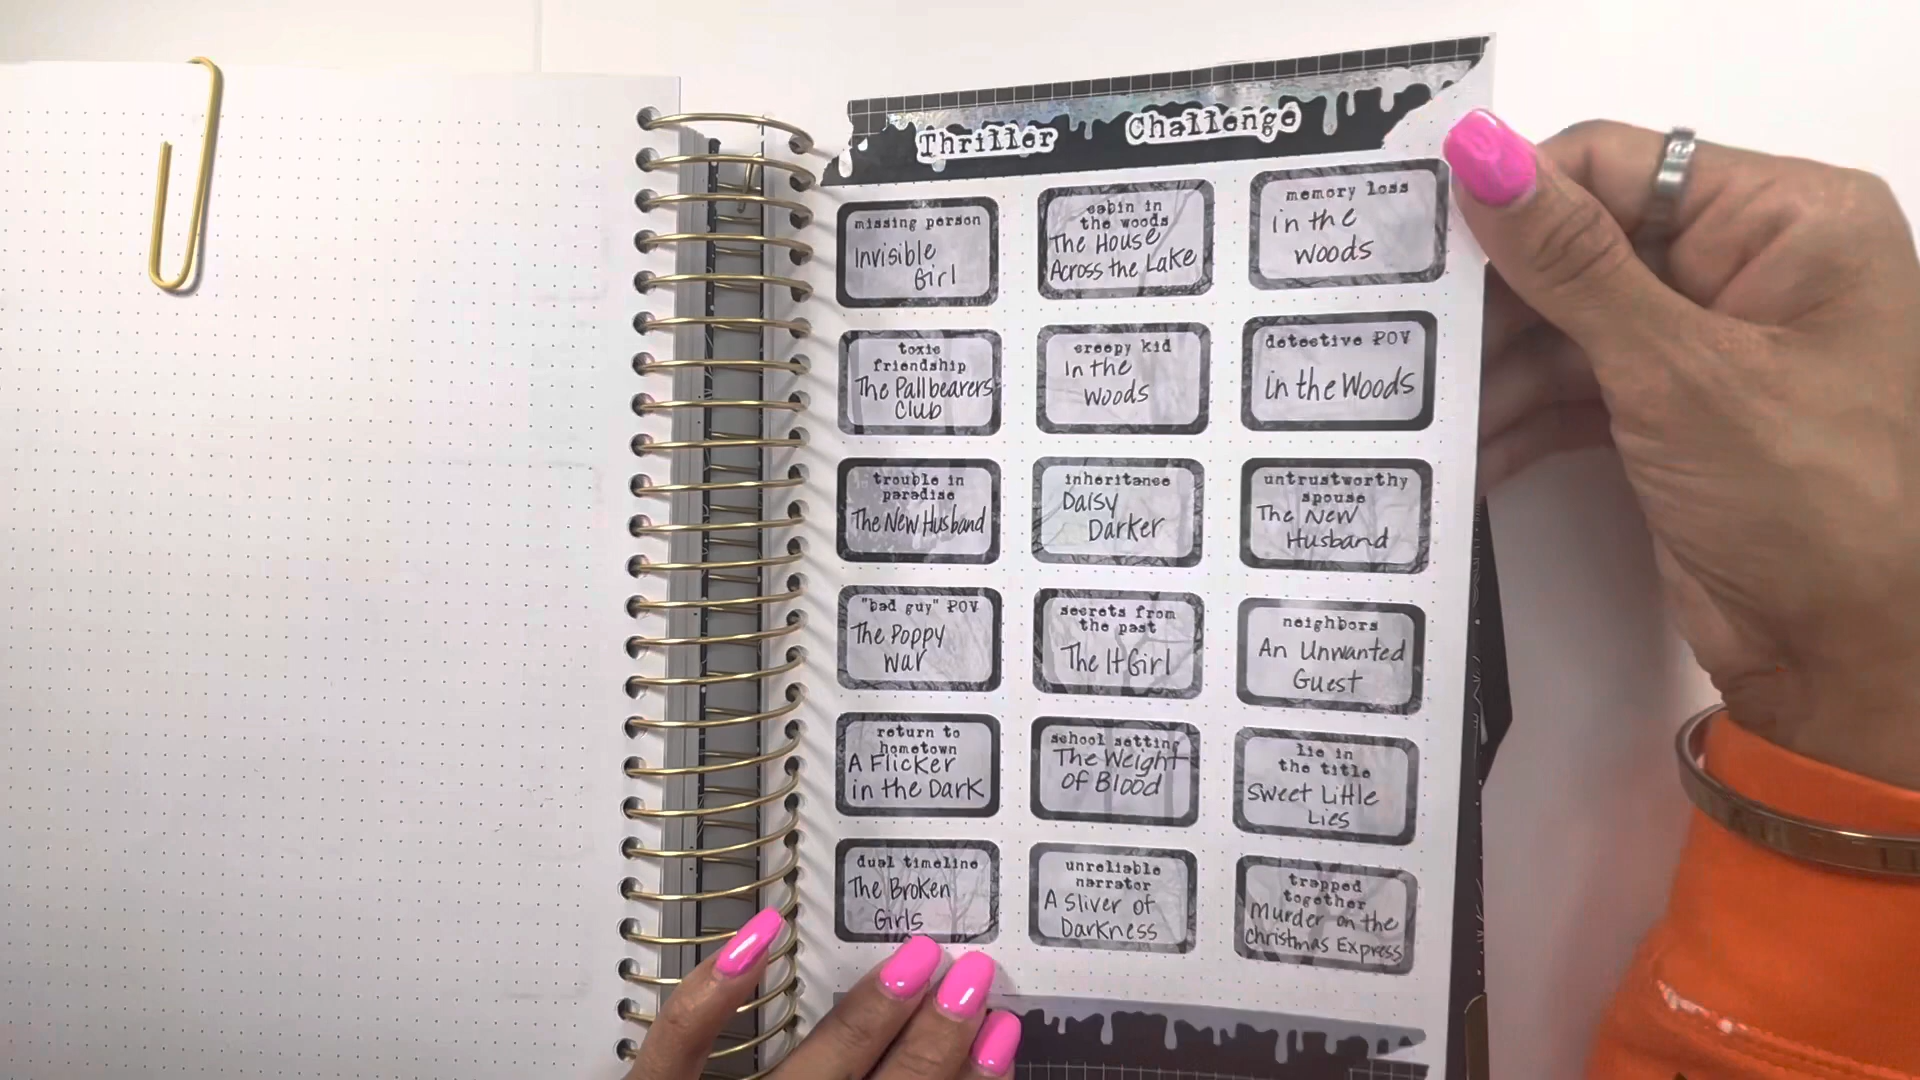 Thriller Challenge
missing person
Invisible
Girl
cabin in
the woods
The House
Across the Lake
memory loss
in the
woods
toxic
friendship
The Pallbearers
Club
creepy kid
In the
Woods
detective POV
in the Woods
trouble in
paradise
The New Husband
inheritance
Daisy
Darker
untrustworthy
spouse
The New
Husband
"bad guy" POV
The Poppy
War
secrets from
the past
The It Girl
neighbors
An Unwanted
Guest
return to
hometown
A Flicker
in the Dark
school setting
The Weight
of Blood
lie in
the title
Sweet Little
Lies
dual timeline
The Broken
Girls
unreliable
narrator
A Sliver of
Darkness
trapped
together
Murder on the
Christmas Express